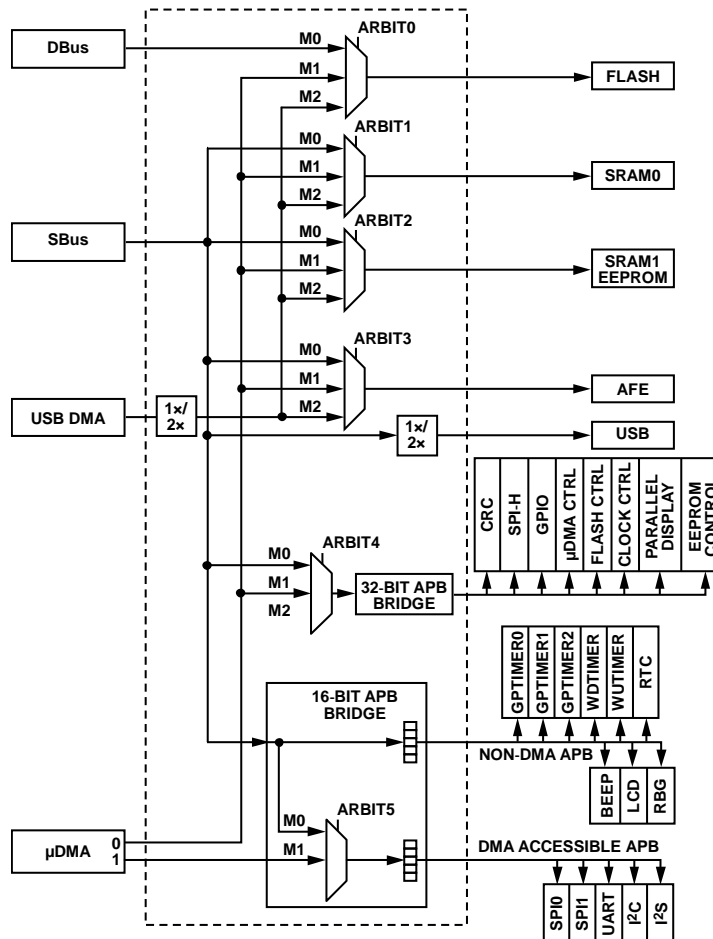 ARBIT0
DBus
M0
M1
M2
FLASH
ARBIT1
M0
M1
M2
SRAM0
ARBIT2
SBus
M0
M1
M2
SRAM1
EEPROM
ARBIT3
M0
M1
M2
AFE
USB DMA
1×/
2×
1×/
2×
USB
CRC
SPI-H
GPIO
µDMA CTRL
FLASH CTRL
CLOCK CTRL
PARALLEL
DISPLAY
EEPROM
CONTROL
ARBIT4
M0
M1
M2
32-BIT APB
BRIDGE
GPTIMER0
GPTIMER1
GPTIMER2
WDTIMER
WUTIMER
RTC
16-BIT APB
BRIDGE
NON-DMA APB
BEEP
LCD
RBG
ARBIT5
M0
M1
µDMA
0
1
DMA ACCESSIBLE APB
SPI0
SPI1
UART
I²C
I²S